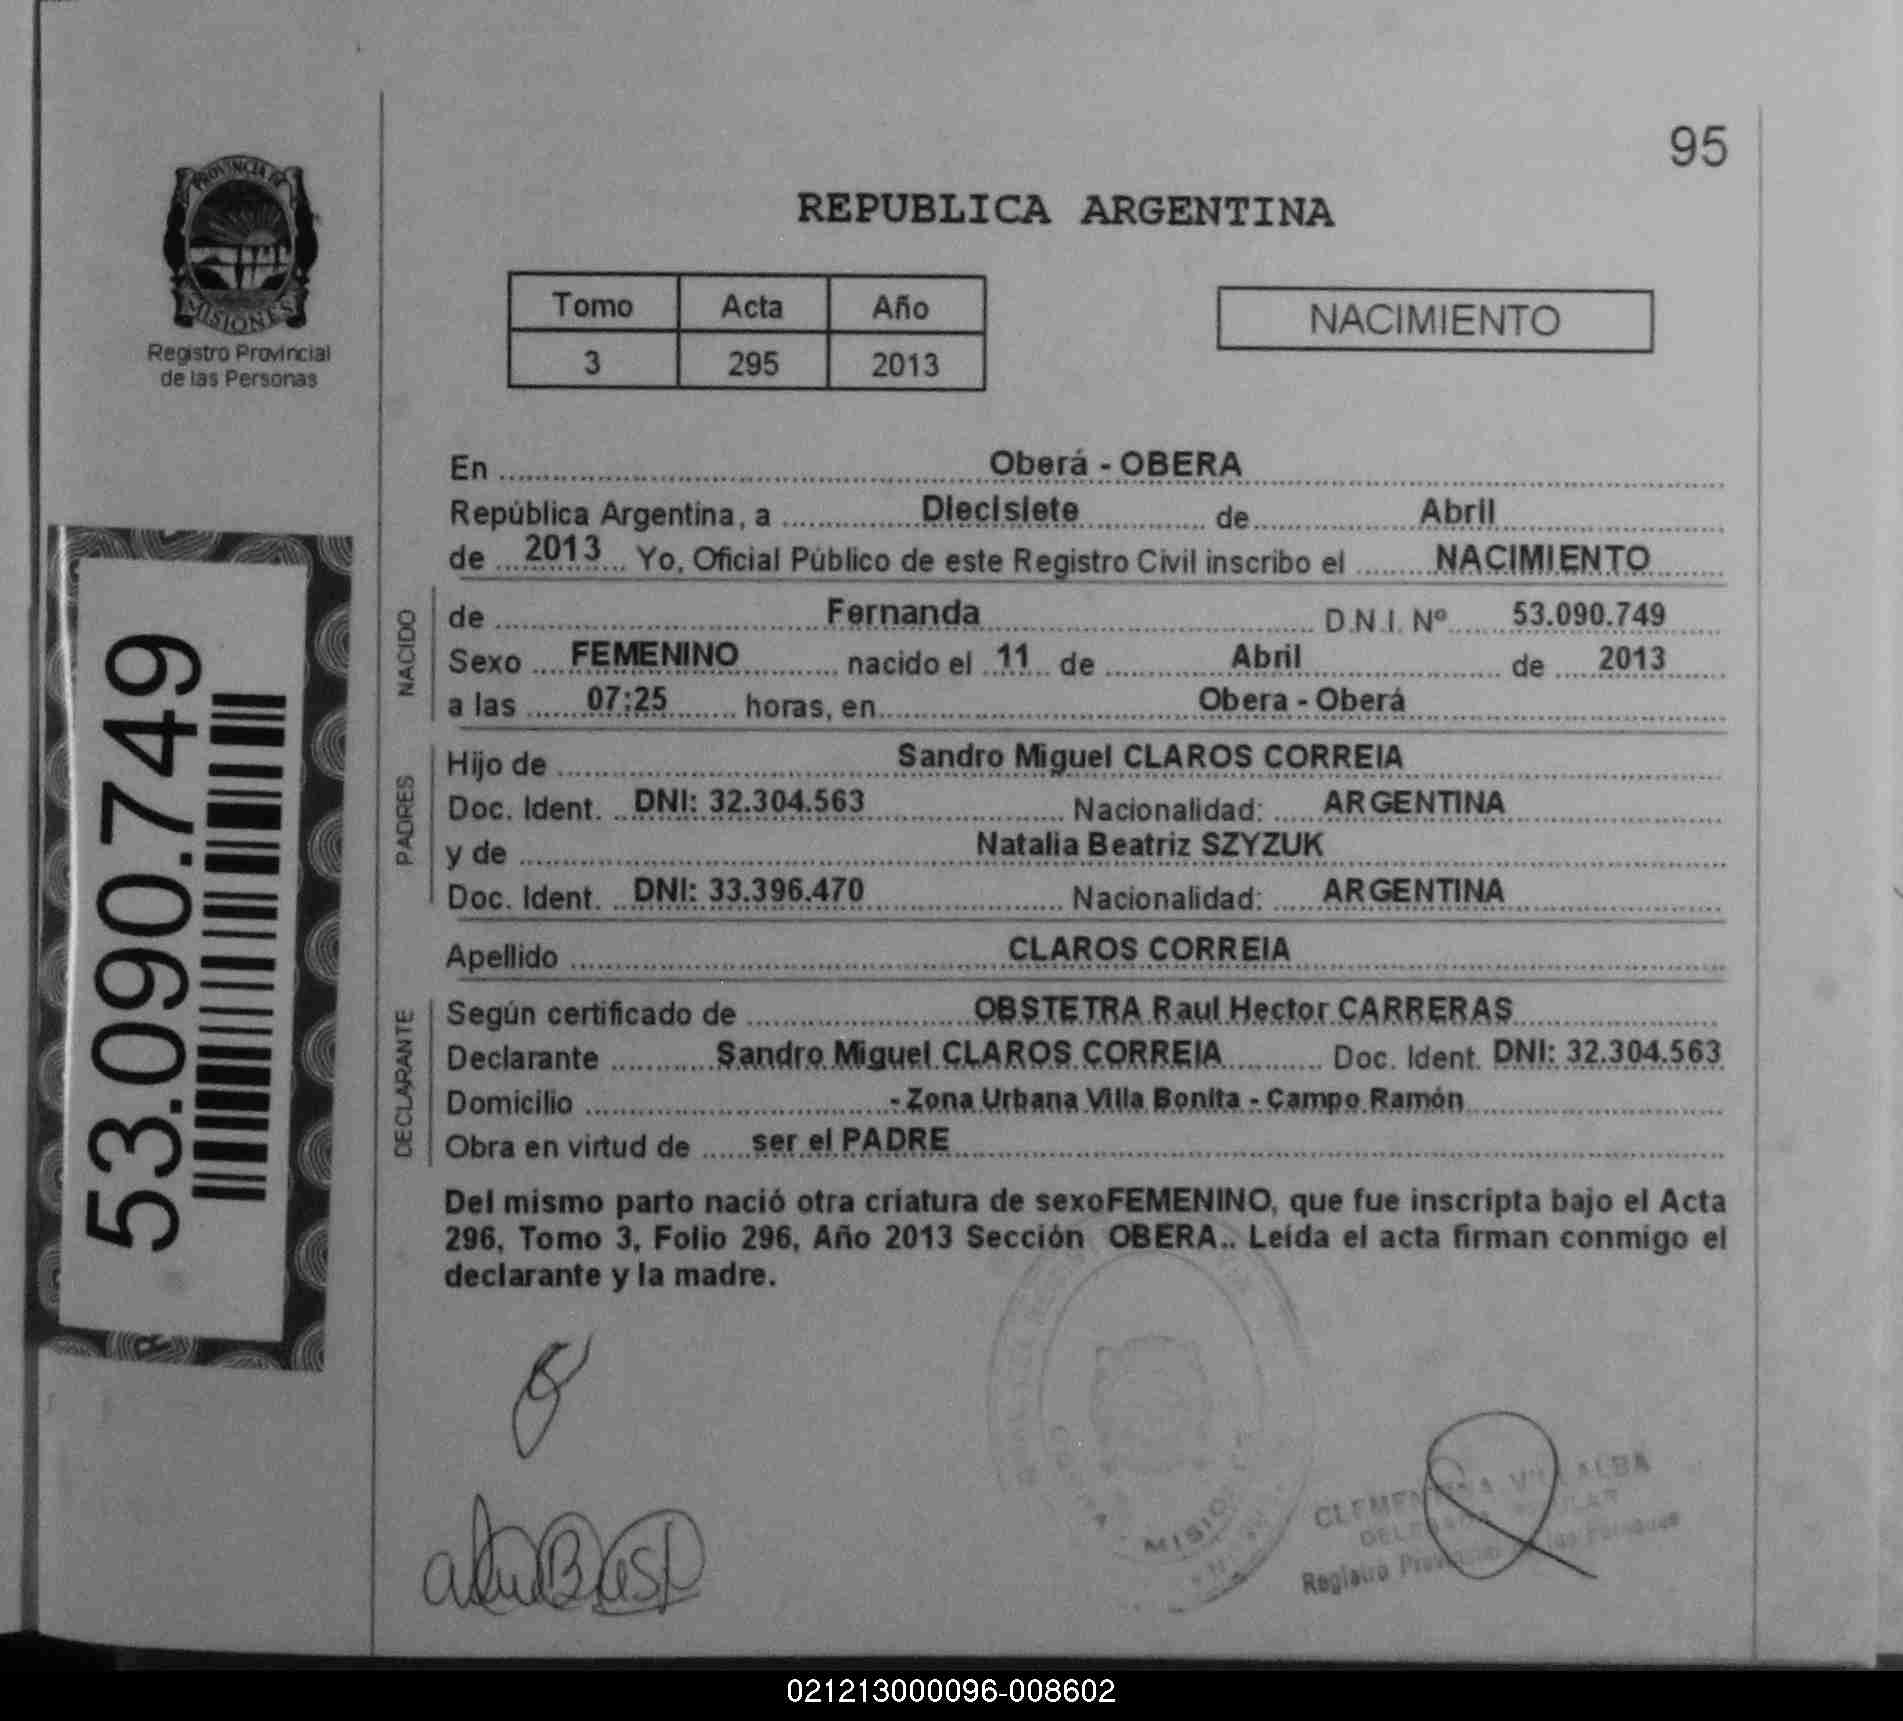 95
PROVINCIA DE
MISIONES
Registro Provincial
de las Personas
REPUBLICA ARGENTINA
Tomo Acta Año
3 295 2013
NACIMIENTO
En Oberá - OBERA
República Argentina, a Diecisiete de Abril
de 2013 Yo, Oficial Público de este Registro Civil inscribo el NACIMIENTO
NACIDO
de Fernanda D.N.I. Nº 53.090.749
Sexo FEMENINO nacido el 11 de Abril de 2013
a las 07:25 horas, en Obera - Oberá
PADRES
Hijo de Sandro Miguel CLAROS CORREIA
Doc. Ident. DNI: 32.304.563 Nacionalidad: ARGENTINA
y de Natalia Beatriz SZYZUK
Doc. Ident. DNI: 33.396.470 Nacionalidad: ARGENTINA
Apellido CLAROS CORREIA
DECLARANTE
Según certificado de OBSTETRA Raul Hector CARRERAS
Declarante Sandro Miguel CLAROS CORREIA Doc. Ident. DNI: 32.304.563
Domicilio - Zona Urbana Villa Bonita - Campo Ramón
Obra en virtud de ser el PADRE
Del mismo parto nació otra criatura de sexoFEMENINO, que fue inscripta bajo el Acta
296, Tomo 3, Folio 296, Año 2013 Sección OBERA.. Leída el acta firman conmigo el
declarante y la madre.
53.090.749
CLEMENTINA VILLALBA
Registro
021213000096-008602